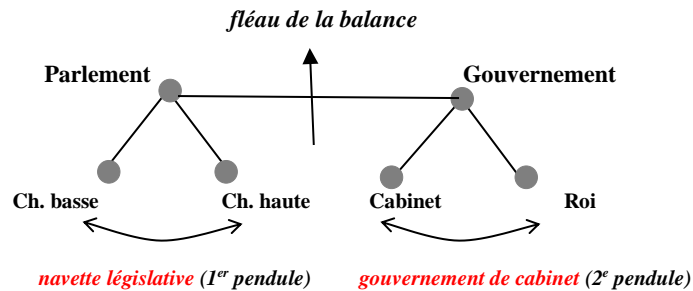 fléau de la balance
Parlement Gouvernement
Ch. basse Ch. haute Cabinet Roi
navette législative (1er pendule) gouvernement de cabinet (2e pendule)